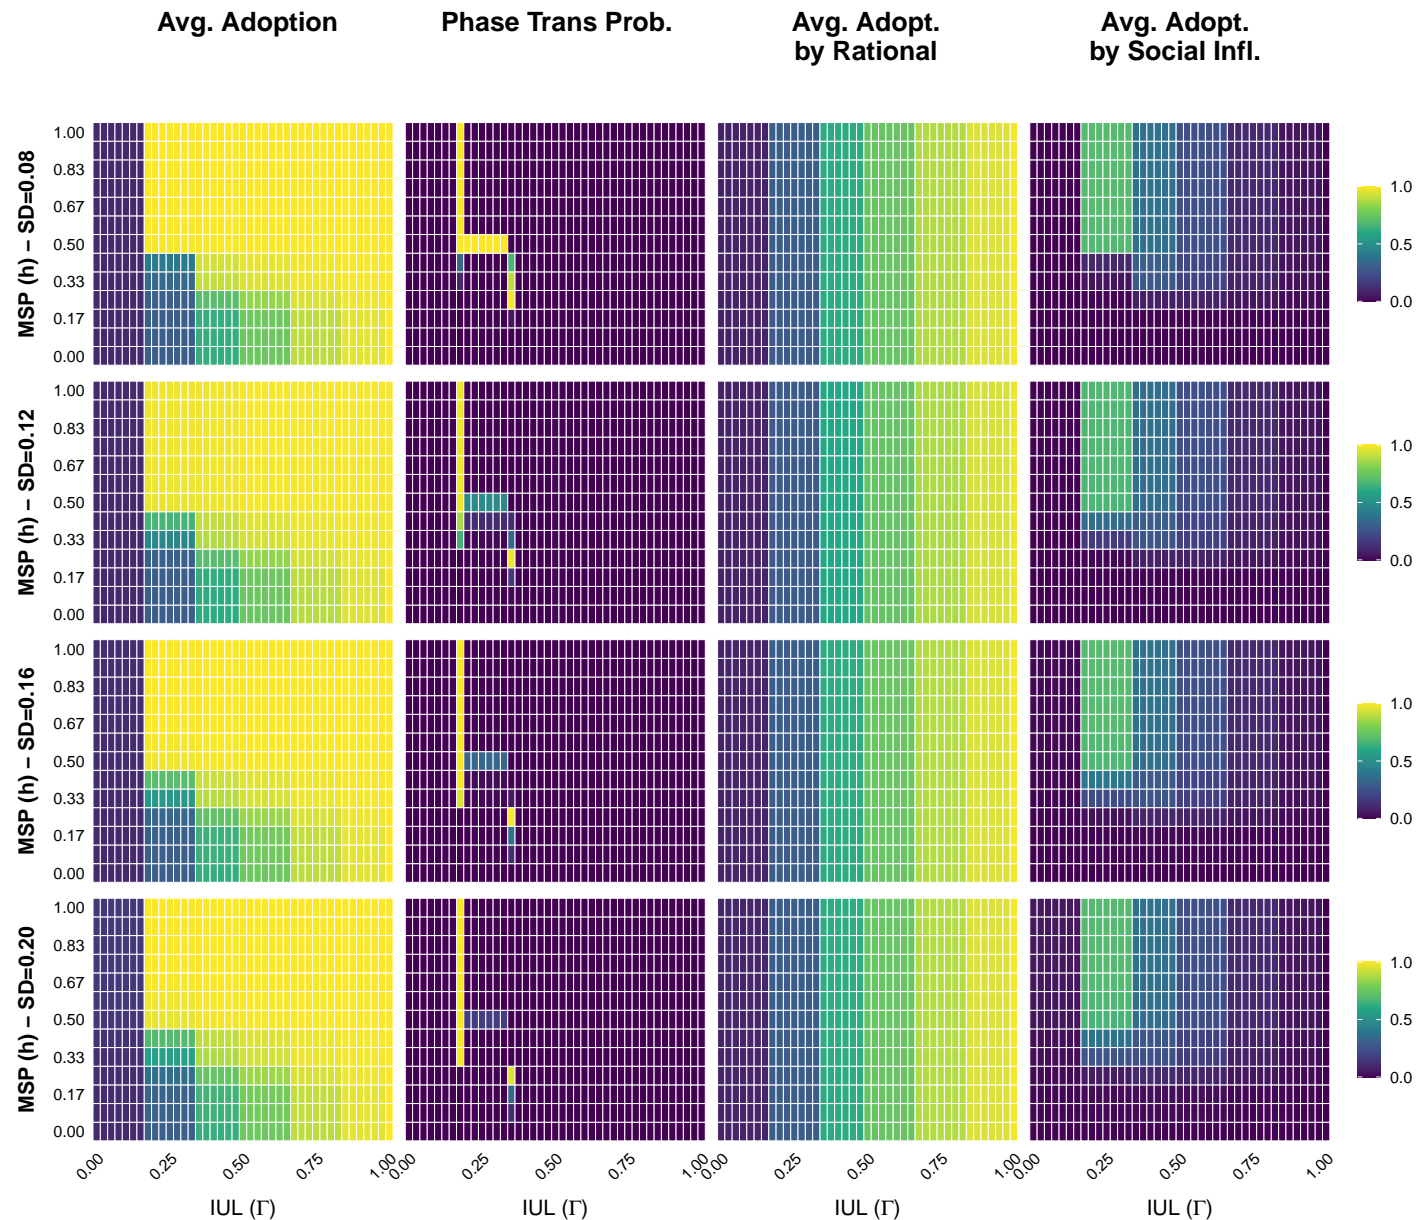 Avg. Adoption
Phase Trans Prob.
Avg. Adopt.
by Rational
Avg. Adopt.
by Social Infl.
MSP (h) − SD=0.08
1.00
0.83
0.67
0.50
0.33
0.17
0.00
1.0
0.5
0.0
MSP (h) − SD=0.12
1.00
0.83
0.67
0.50
0.33
0.17
0.00
1.0
0.5
0.0
MSP (h) − SD=0.16
1.00
0.83
0.67
0.50
0.33
0.17
0.00
1.0
0.5
0.0
MSP (h) − SD=0.20
1.00
0.83
0.67
0.50
0.33
0.17
0.00
1.0
0.5
0.0
0.00 0.25 0.50 0.75 1.00
0.00 0.25 0.50 0.75 1.00
0.00 0.25 0.50 0.75 1.00
0.00 0.25 0.50 0.75 1.00
IUL (Γ)
IUL (Γ)
IUL (Γ)
IUL (Γ)